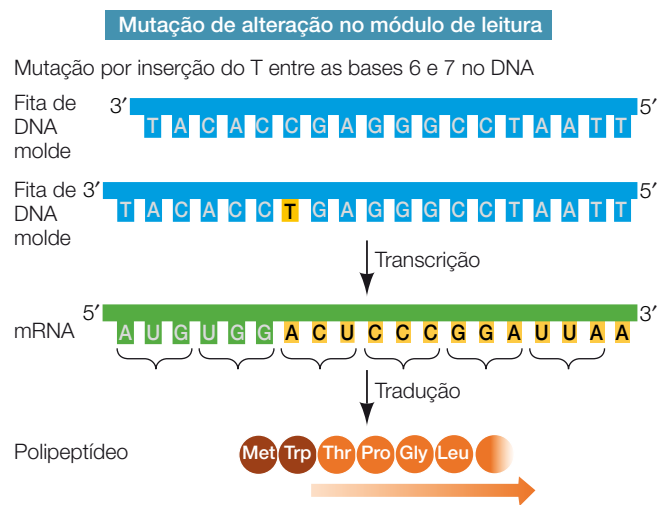 Mutação de alteração no módulo de leitura
Mutação por inserção do T entre as bases 6 e 7 no DNA
Fita de DNA molde
3′ 5′
T A C A C C G A G G G C C T A A T T
Fita de DNA molde
3′ 5′
T A C A C C T G A G G G C C T A A T T
Transcrição
5′ 3′
mRNA
A U G U G G A C U C C C G G A U U A A
Tradução
Polipeptídeo
Met Trp Thr Pro Gly Leu